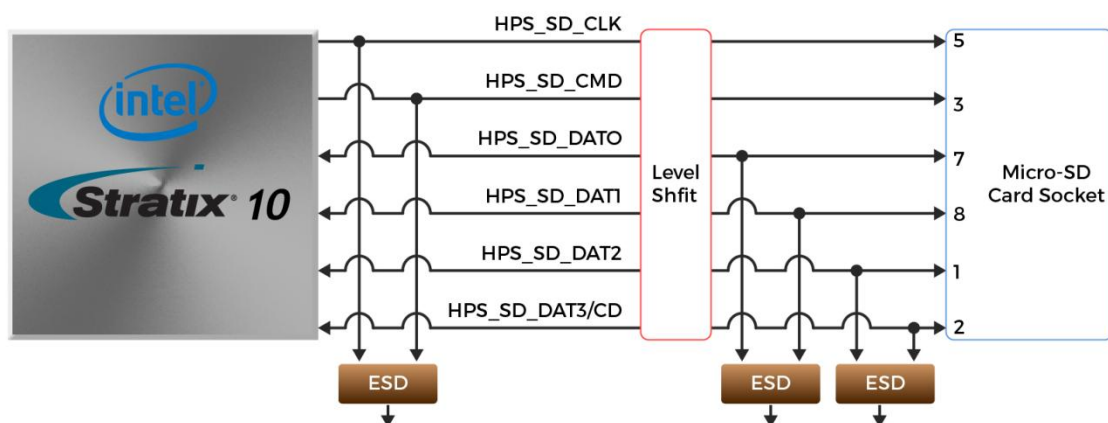 HPS_SD_CLK
5
HPS_SD_CMD
3
intel
HPS_SD_DATO
7
Stratix® 10
Level
Shfit
Micro-SD
Card Socket
HPS_SD_DAT1
8
HPS_SD_DAT2
1
HPS_SD_DAT3/CD
2
ESD
ESD
ESD